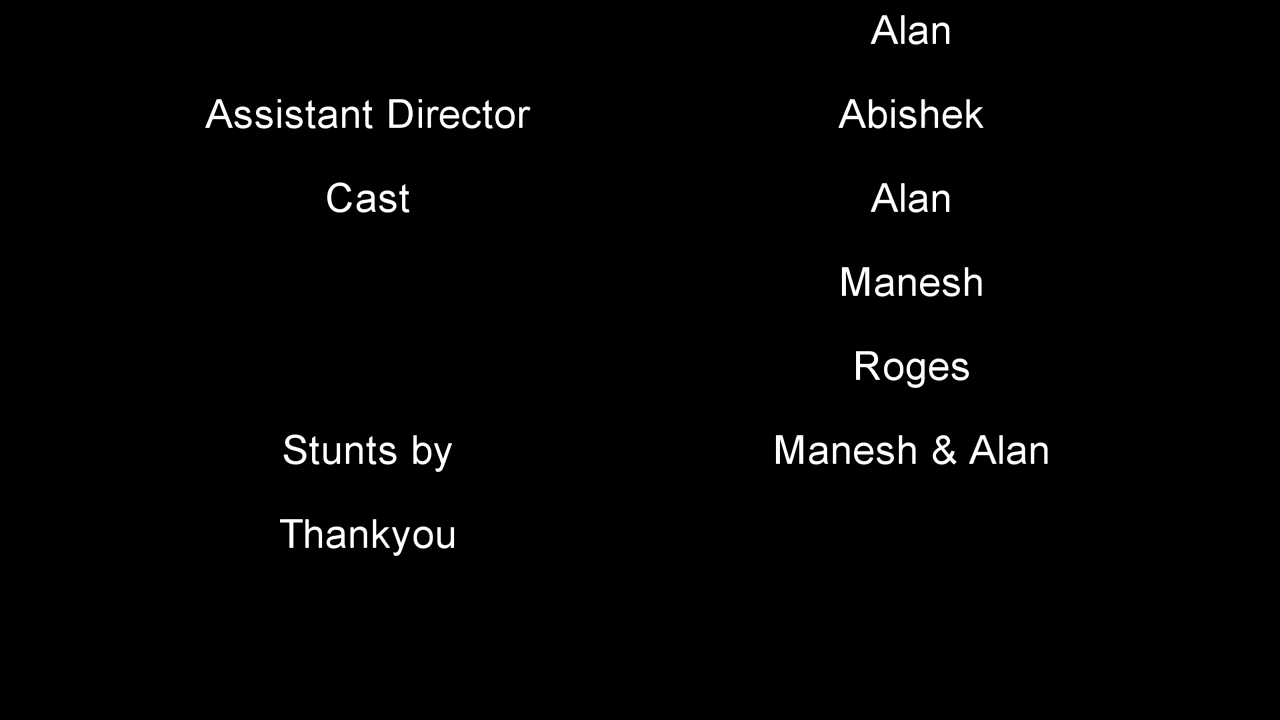 Alan
Assistant Director Abishek
Cast Alan
Manesh
Roges
Stunts by Manesh & Alan
Thankyou